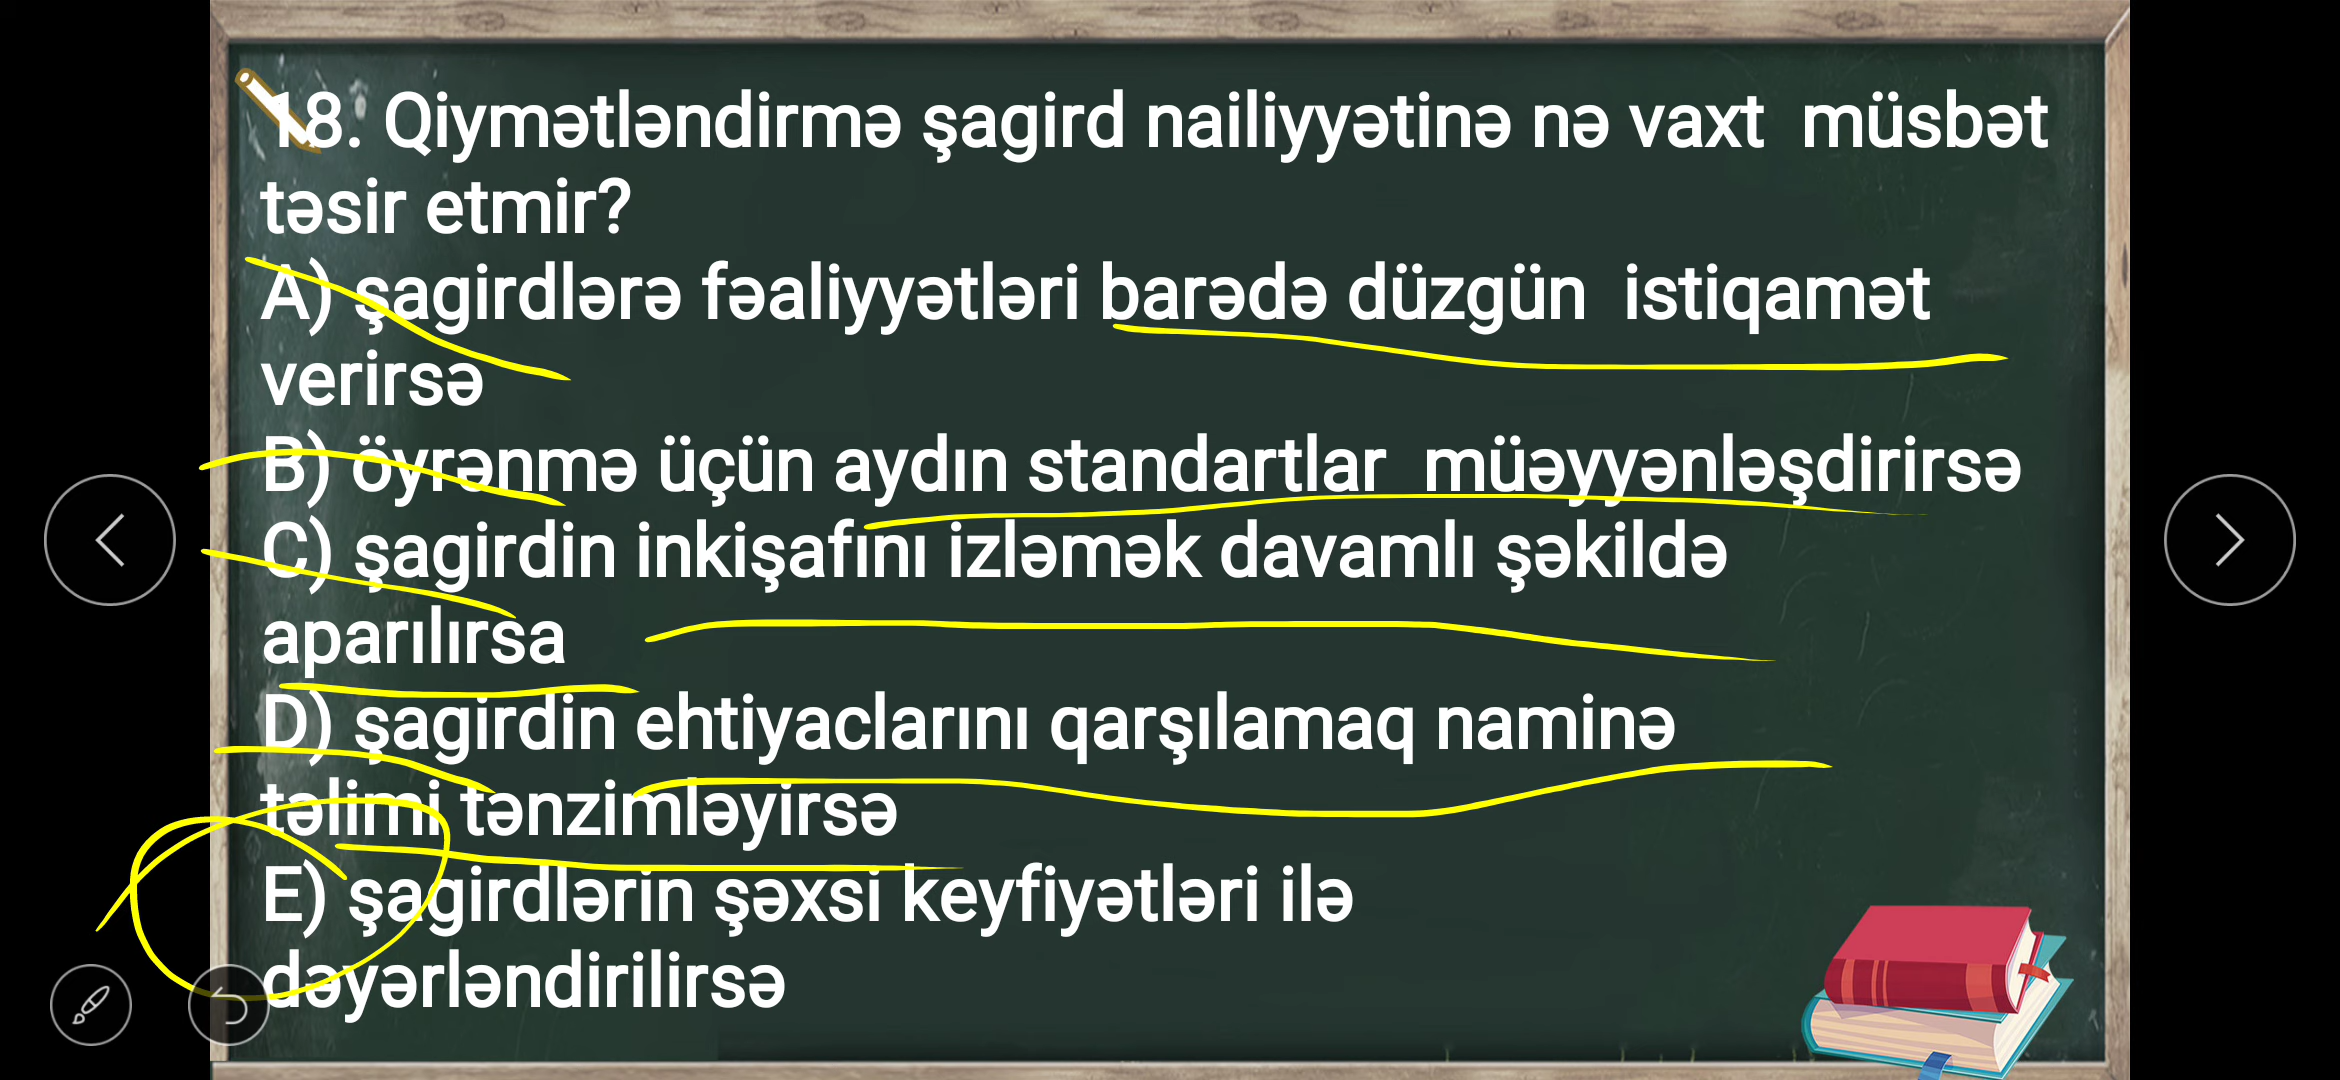 18. Qiymətləndirmə şagird nailiyyətinə nə vaxt müsbət
təsir etmir?
A) şagirdlərə fəaliyyətləri barədə düzgün istiqamət
verirsə
B) öyrənmə üçün aydın standartlar müəyyənləşdirirsə
C) şagirdin inkişafını izləmək davamlı şəkildə
aparılırsa
D) şagirdin ehtiyaclarını qarşılamaq naminə
təlimi tənzimləyirsə
E) şagirdlərin şəxsi keyfiyətləri ilə
dəyərləndirilirsə